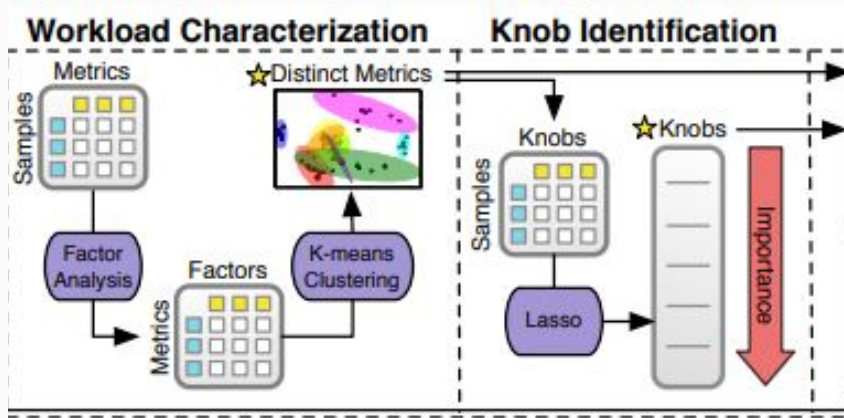 Workload Characterization
Knob Identification
Metrics
Samples
Factor
Analysis
Factors
Metrics
K-means
Clustering
Distinct Metrics
Knobs
Samples
Lasso
Knobs
Importance